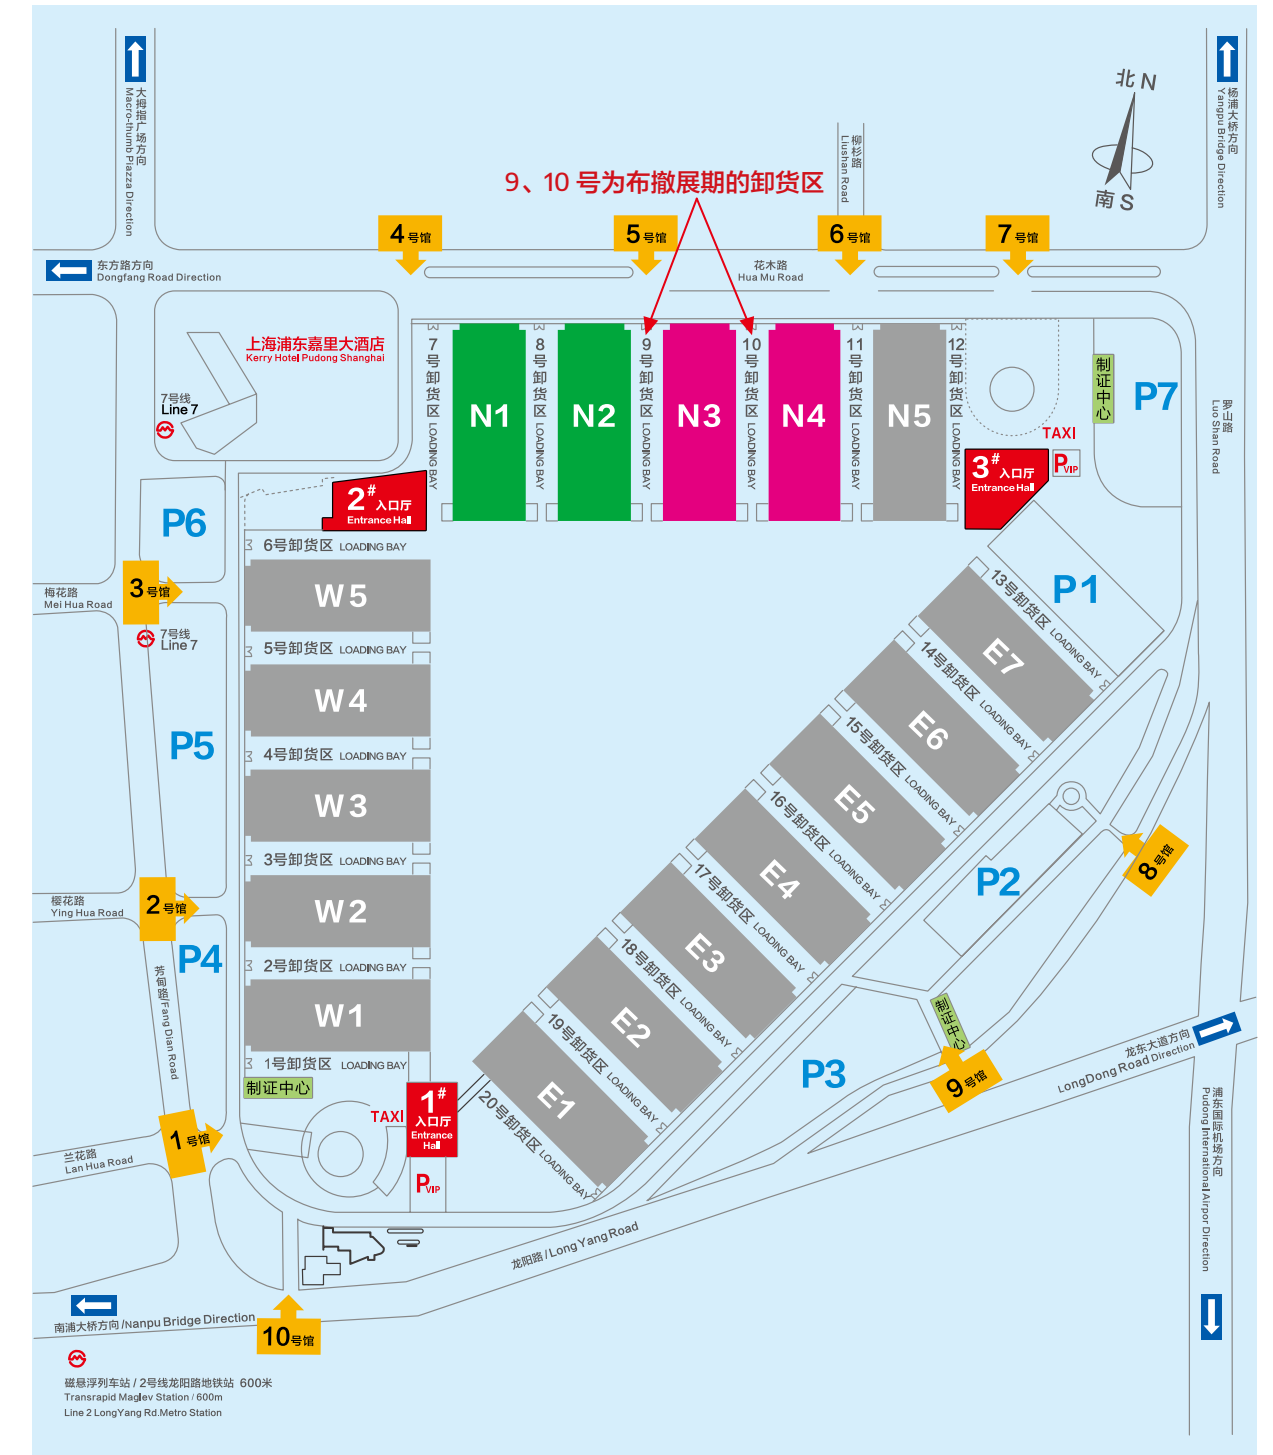 北 N
南 S
大拇指广场方向
Macro-thumb Piazza Direction
杨浦大桥方向
Yangpu Bridge Direction
柳杉路
Liushan Road
9、10 号为布撤展期的卸货区
4号馆
5号馆
6号馆
7号馆
东方路方向
Dongfang Road Direction
花木路
Hua Mu Road
上海浦东嘉里大酒店
Kerry Hotel Pudong Shanghai
7号线
Line 7
7号卸货区 LOADING BAY
N1
8号卸货区 LOADING BAY
N2
9号卸货区 LOADING BAY
N3
10号卸货区 LOADING BAY
N4
11号卸货区 LOADING BAY
N5
12号卸货区 LOADING BAY
制证中心
P7
罗山路
Luo Shan Road
TAXI
PVIP
3# 入口厅
Entrance Hall
2# 入口厅
Entrance Hall
P6
6号卸货区 LOADING BAY
W5
3号馆
梅花路
Mei Hua Road
7号线
Line 7
5号卸货区 LOADING BAY
W4
P5
4号卸货区 LOADING BAY
W3
3号卸货区 LOADING BAY
W2
2号馆
樱花路
Ying Hua Road
P4
2号卸货区 LOADING BAY
W1
芳甸路/Fang Dian Road
1号卸货区 LOADING BAY
制证中心
P1
13号卸货区 LOADING BAY
E7
14号卸货区 LOADING BAY
E6
15号卸货区 LOADING BAY
E5
16号卸货区 LOADING BAY
E4
17号卸货区 LOADING BAY
E3
18号卸货区 LOADING BAY
E2
19号卸货区 LOADING BAY
E1
20号卸货区 LOADING BAY
P2
8号馆
制证中心
9号馆
P3
龙东大道方向
LongDong Road Direction
浦东国际机场方向
Pudong International Airpor Direction
TAXI
1#
入口厅
Entrance
Hall
PVIP
1号馆
兰花路
Lan Hua Road
龙阳路 / Long Yang Road
南浦大桥方向 /Nanpu Bridge Direction
10号馆
磁悬浮列车站 / 2号线龙阳路地铁站 600米
Transrapid Maglev Station / 600m
Line 2 LongYang Rd.Metro Station